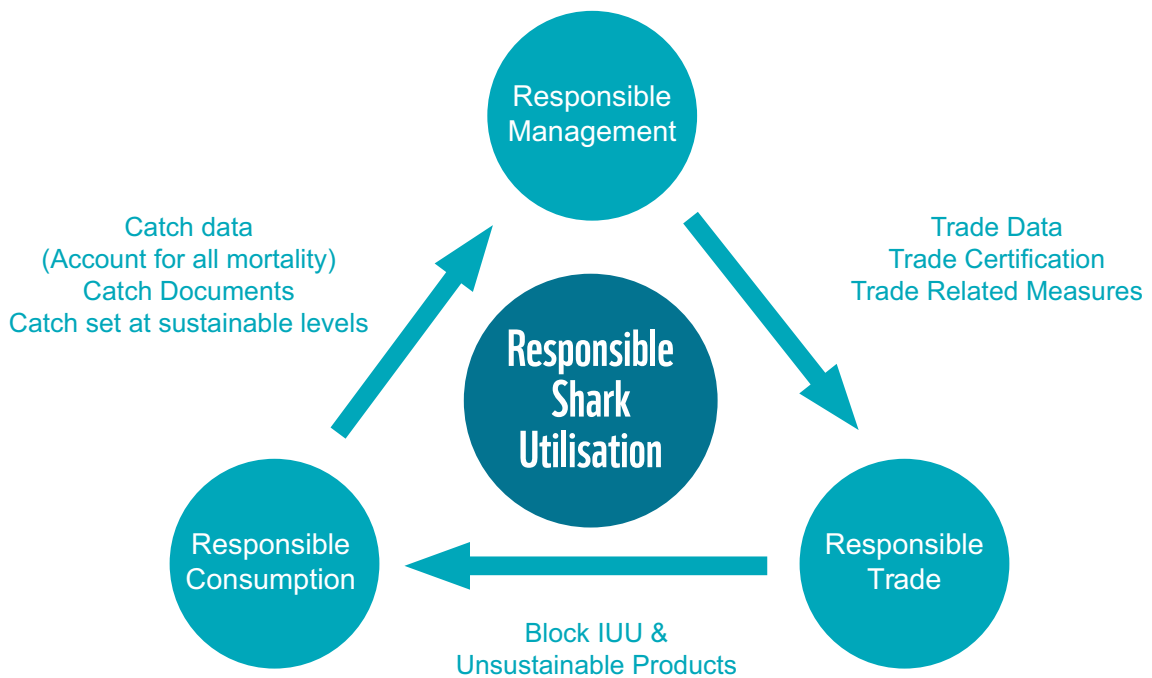 Responsible
Management
Catch data
(Account for all mortality)
Catch Documents
Catch set at sustainable levels
Trade Data
Trade Certification
Trade Related Measures
Responsible
Shark
Utilisation
Responsible
Consumption
Responsible
Trade
Block IUU &
Unsustainable Products